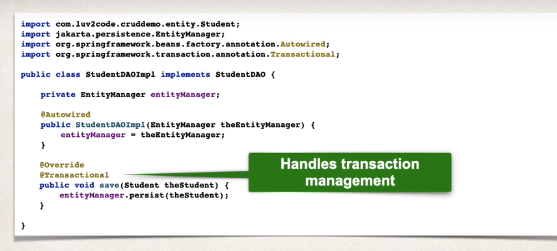 import com.luv2code.cruddemo.entity.Student;
import jakarta.persistence.EntityManager;
import org.springframework.beans.factory.annotation.Autowired;
import org.springframework.transaction.annotation.Transactional;

public class StudentDAOImpl implements StudentDAO {

    private EntityManager entityManager;

    @Autowired
    public StudentDAOImpl(EntityManager theEntityManager) {
        entityManager = theEntityManager;
    }

    @Override
    @Transactional
    public void save(Student theStudent) {
        entityManager.persist(theStudent);
    }

}
Handles transaction
management